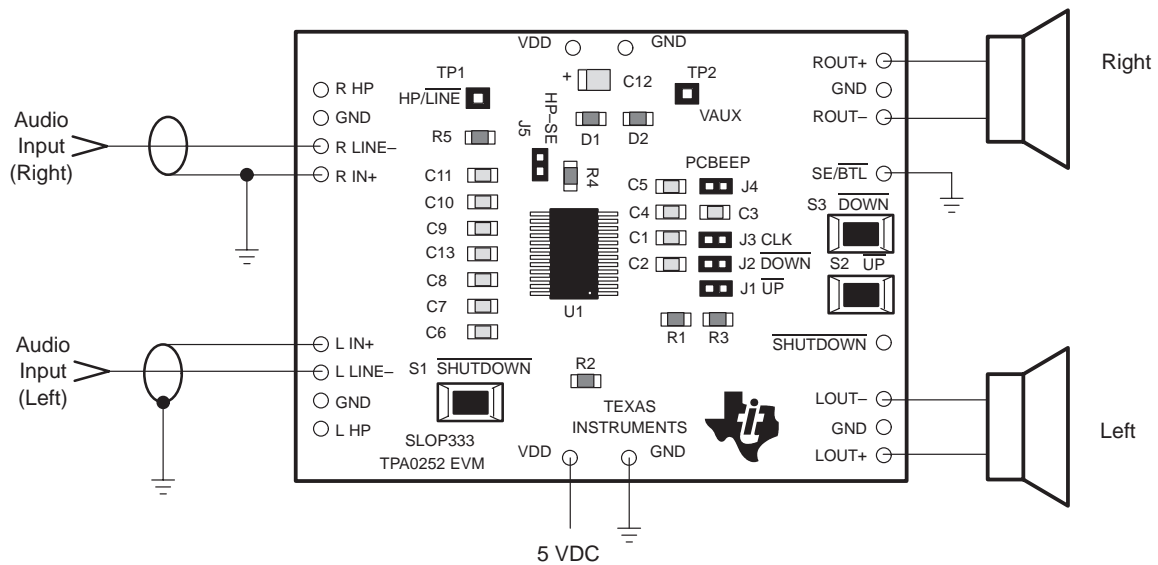 VDD
GND
ROUT+
GND
ROUT–
SE/BTL
Right
TP1
HP/LINE
C12
TP2
VAUX
R HP
GND
R LINE–
R IN+
Audio
Input
(Right)
HP–SE
J5
R5
D1
D2
R4
PCBEEP
C11
C10
C9
C13
C8
C7
C6
C5
J4
C4
C3
C1
J3 CLK
C2
J2 DOWN
J1 UP
S3 DOWN
S2 UP
U1
R1
R3
SHUTDOWN
Audio
Input
(Left)
L IN+
L LINE–
GND
L HP
S1 SHUTDOWN
R2
SLOP333
TPA0252 EVM
TEXAS
INSTRUMENTS
LOUT–
GND
LOUT+
Left
VDD
GND
5 VDC